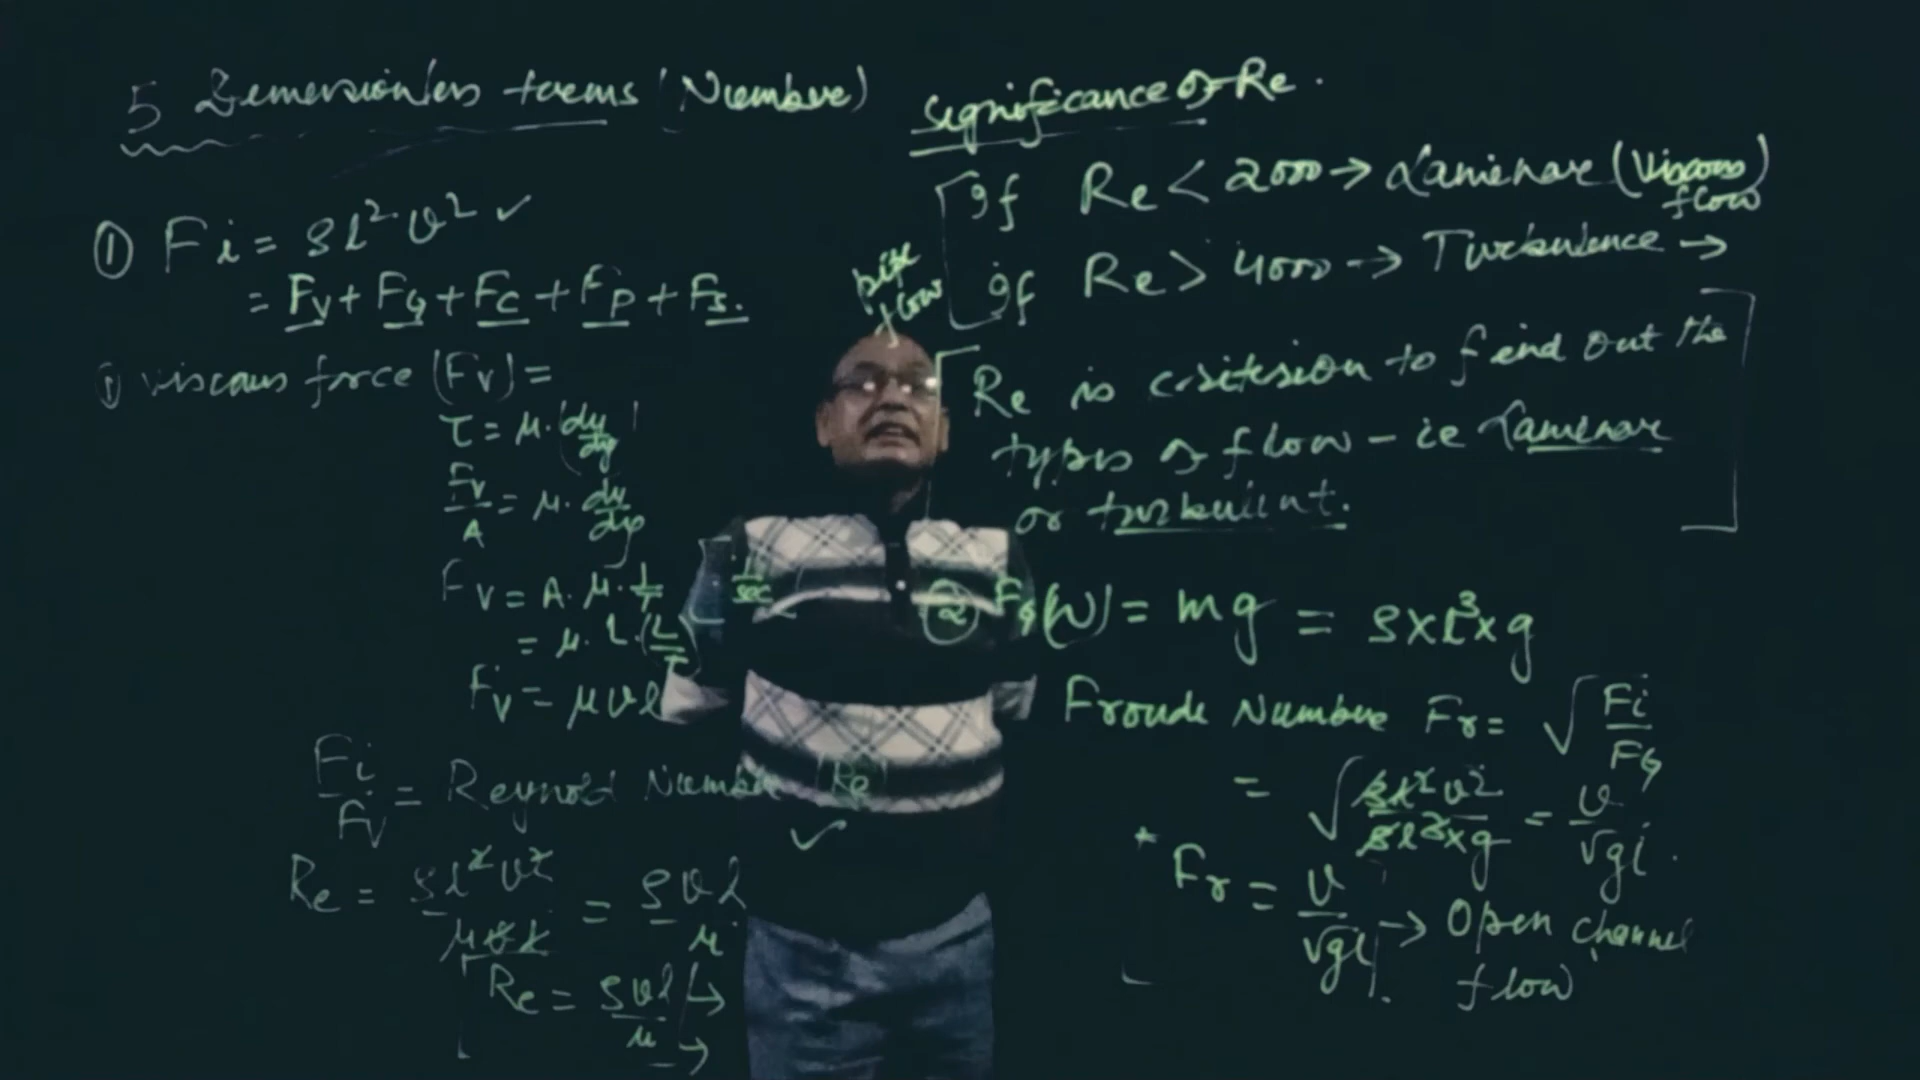 5 Dimensionless terms (Number)
① Fi = ρl²v² ✓
= Fv + FG + Fc + Fp + Fs.
① viscous force (Fv) =
τ = μ.(du/dy)
Fv/A = μ. du/dy
Fv = A. μ. 1/T
= μ. L.(L/T)
Fv = μvl
1/sec
Fi/Fv = Reynold Number (Re)
✓
Re = ρl²v²/μvl = ρvl/μ.
Re = ρvl/μ →
→
significance of Re.
pipe flow
If Re < 2000 → Laminar (Viscous) flow
if Re > 4000 → Turbulence →
Re is criterion to find out the
types of flow – ie Laminar
or turbulent.
② FG(W) = mg = ρ×l³×g
Froude Number Fr = √Fi/FG
= √ρl²v²/ρl³×g = v/√gl.
* Fr = v/√gl → Open channel
flow